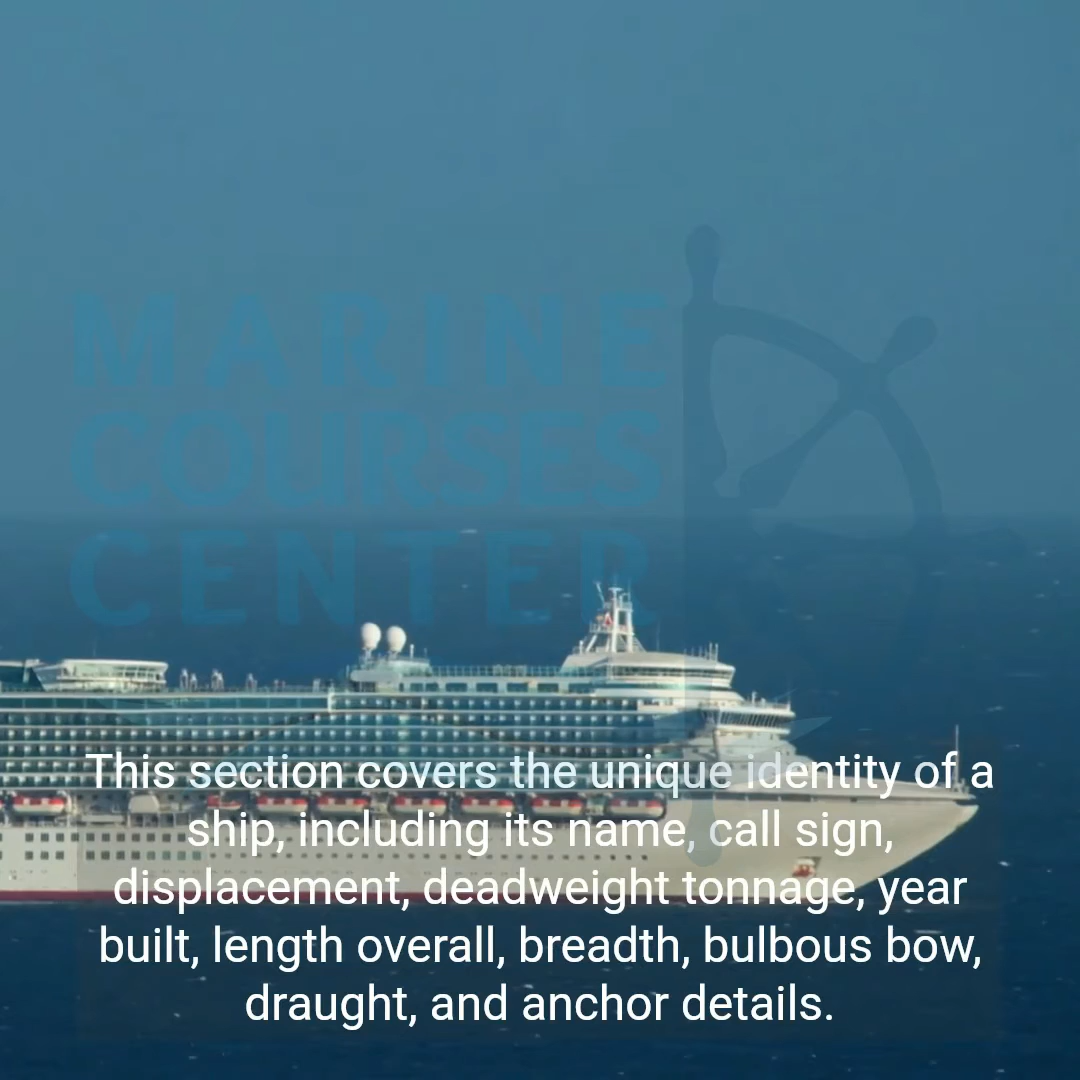 MARINE
COURSES
CENTER
This section covers the unique identity of a
ship, including its name, call sign,
displacement, deadweight tonnage, year
built, length overall, breadth, bulbous bow,
draught, and anchor details.